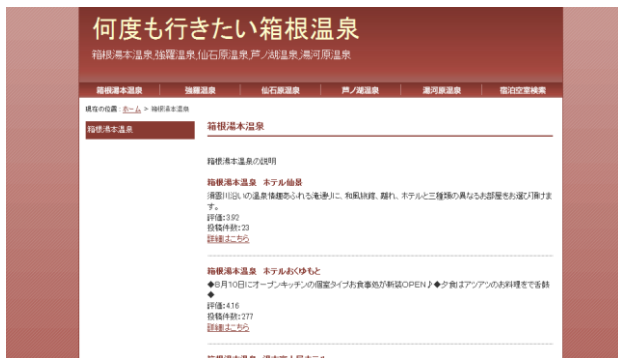 何度も行きたい箱根温泉
箱根湯本温泉,強羅温泉,仙石原温泉,芦ノ湖温泉,湯河原温泉
箱根湯本温泉 強羅温泉 仙石原温泉 芦ノ湖温泉 湯河原温泉 宿泊空室検索
現在の位置 : ホーム > 箱根湯本温泉
箱根湯本温泉
箱根湯本温泉
箱根湯本温泉の説明
箱根湯本温泉 ホテル仙景
須雲川沿いの温泉情緒あふれる滝通りに、和風旅館、離れ、ホテルと三種類の異なるお部屋をお選び頂けま
す。
評価:3.92
投稿件数:23
詳細はこちら
箱根湯本温泉 ホテルおくゆもと
◆8月10日にオープンキッチンの個室タイプお食事処が新装OPEN♪◆夕食はアツアツのお料理をで舌鼓
◆
評価:4.16
投稿件数:277
詳細はこちら